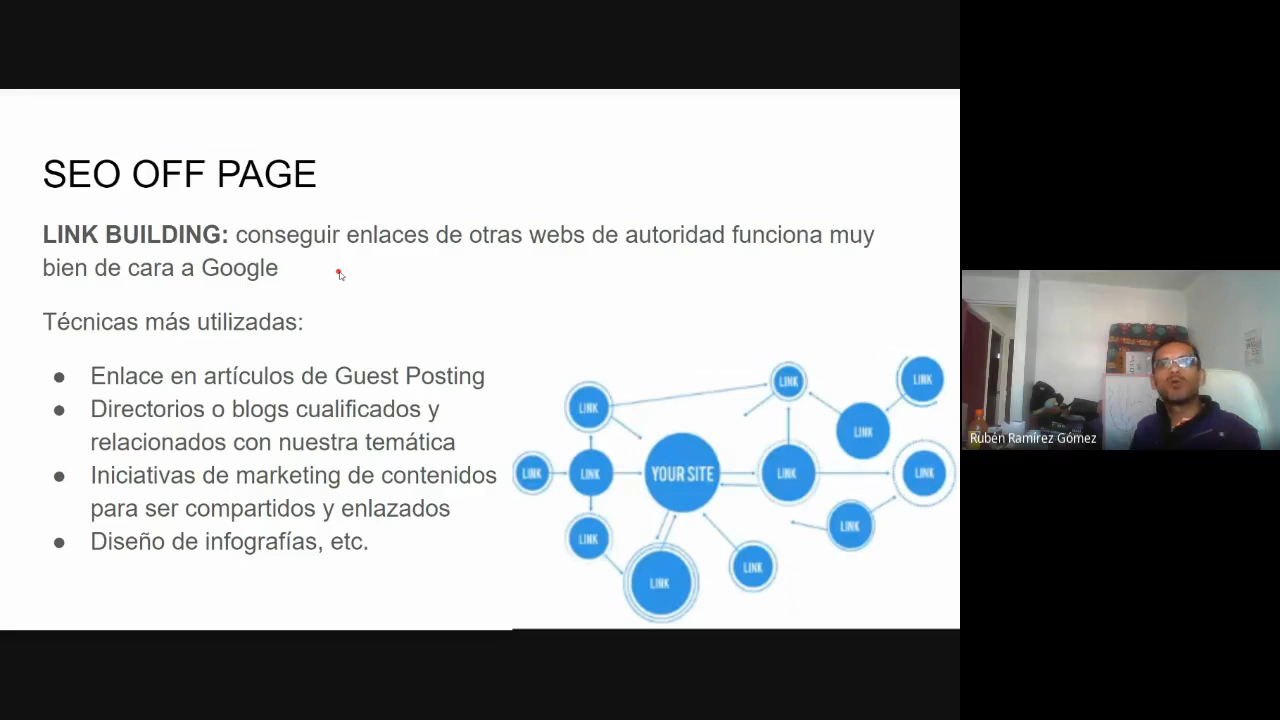 SEO OFF PAGE
LINK BUILDING: conseguir enlaces de otras webs de autoridad funciona muy
bien de cara a Google
Técnicas más utilizadas:
● Enlace en artículos de Guest Posting
● Directorios o blogs cualificados y
relacionados con nuestra temática
● Iniciativas de marketing de contenidos
para ser compartidos y enlazados
● Diseño de infografías, etc.
LINK
LINK
LINK
LINK
LINK
LINK
YOUR SITE
LINK
LINK
LINK
LINK
LINK
LINK
Rubén Ramírez Gómez